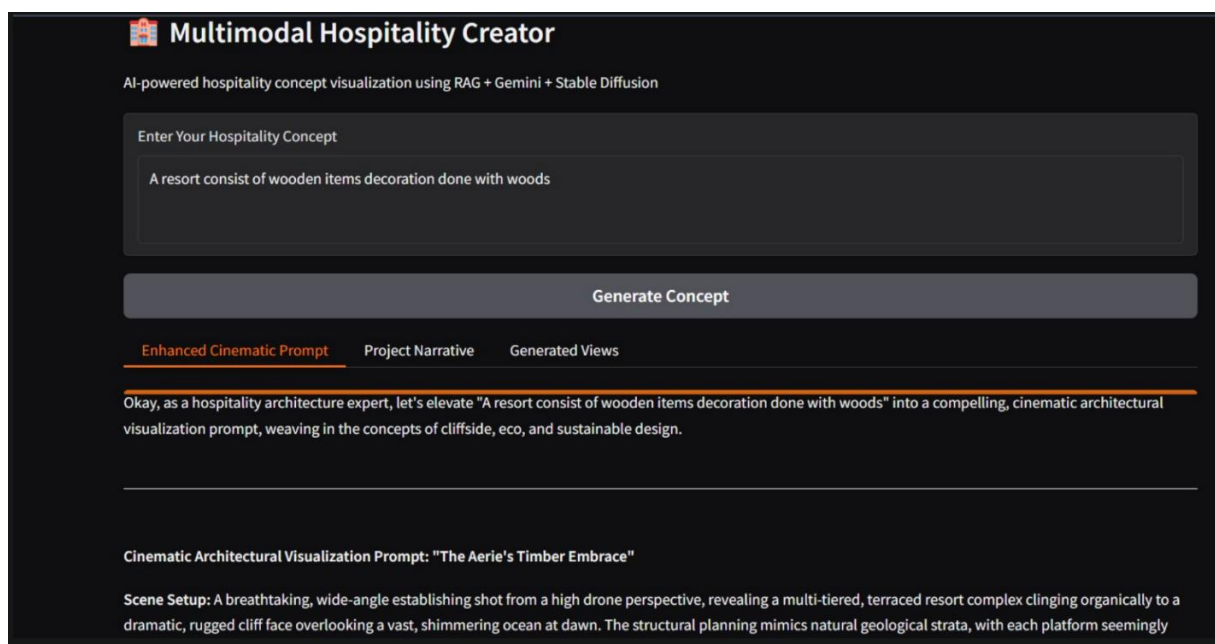 Multimodal Hospitality Creator
AI-powered hospitality concept visualization using RAG + Gemini + Stable Diffusion
Enter Your Hospitality Concept
A resort consist of wooden items decoration done with woods
Generate Concept
Enhanced Cinematic Prompt Project Narrative Generated Views
Okay, as a hospitality architecture expert, let's elevate "A resort consist of wooden items decoration done with woods" into a compelling, cinematic architectural
visualization prompt, weaving in the concepts of cliffside, eco, and sustainable design.
Cinematic Architectural Visualization Prompt: "The Aerie's Timber Embrace"
Scene Setup: A breathtaking, wide-angle establishing shot from a high drone perspective, revealing a multi-tiered, terraced resort complex clinging organically to a
dramatic, rugged cliff face overlooking a vast, shimmering ocean at dawn. The structural planning mimics natural geological strata, with each platform seemingly